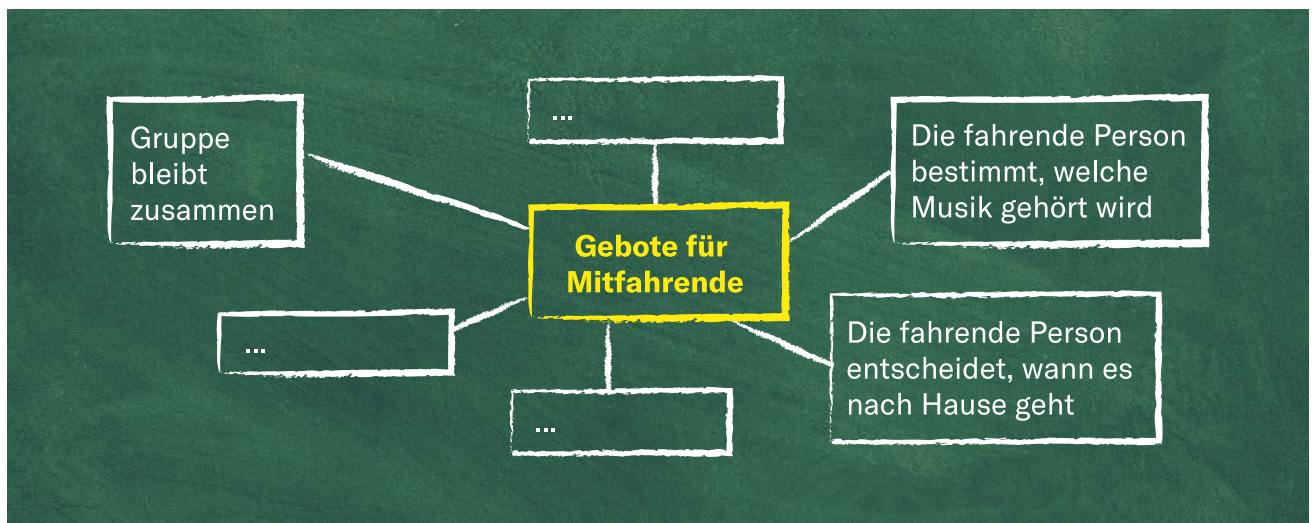 ...
Gruppe
bleibt
zusammen
Die fahrende Person
bestimmt, welche
Musik gehört wird
Gebote für
Mitfahrende
...
Die fahrende Person
entscheidet, wann es
nach Hause geht
...